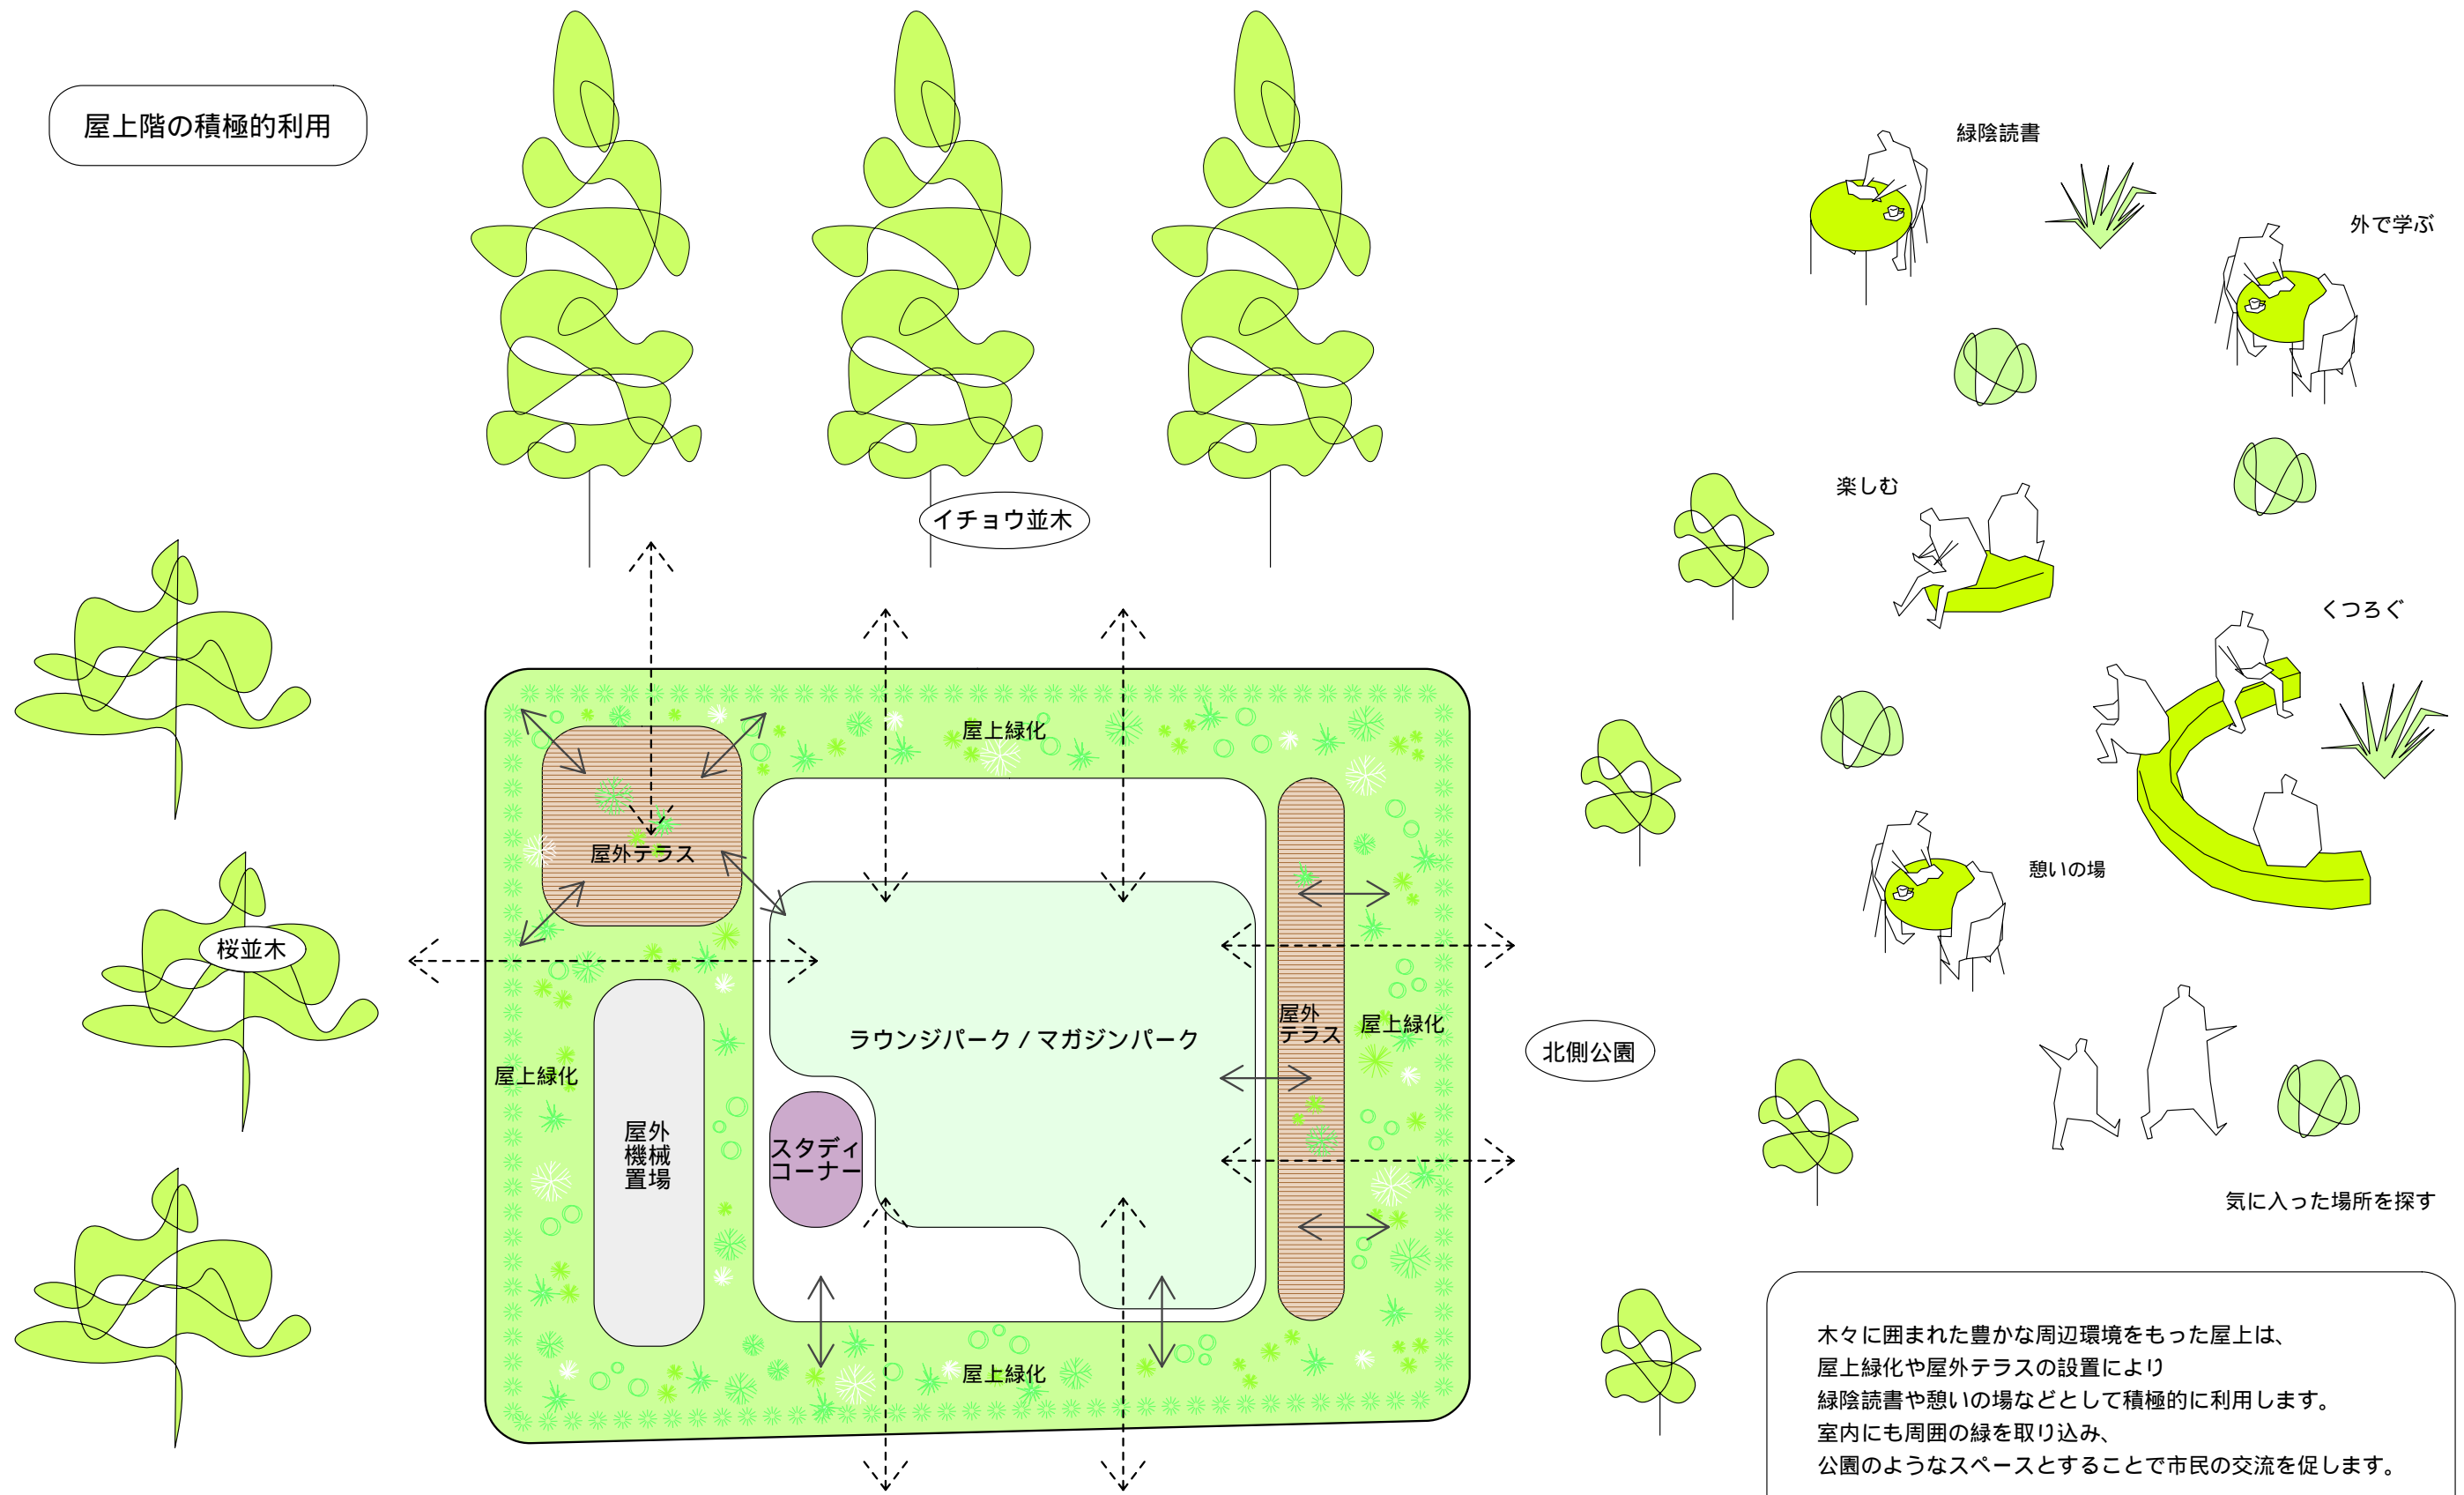 屋上階の積極的利用
緑陰読書
外で学ぶ
楽しむ
イチョウ並木
くつろぐ
屋上緑化
屋外テラス
憩いの場
桜並木
屋外
テラス
屋上緑化
ラウンジパーク / マガジンパーク
北側公園
屋上緑化
屋外
機械
置場
スタディ
コーナー
気に入った場所を探す
屋上緑化
木々に囲まれた豊かな周辺環境をもった屋上は、
屋上緑化や屋外テラスの設置により
緑陰読書や憩いの場などとして積極的に利用します。
室内にも周囲の緑を取り込み、
公園のようなスペースとすることで市民の交流を促します。